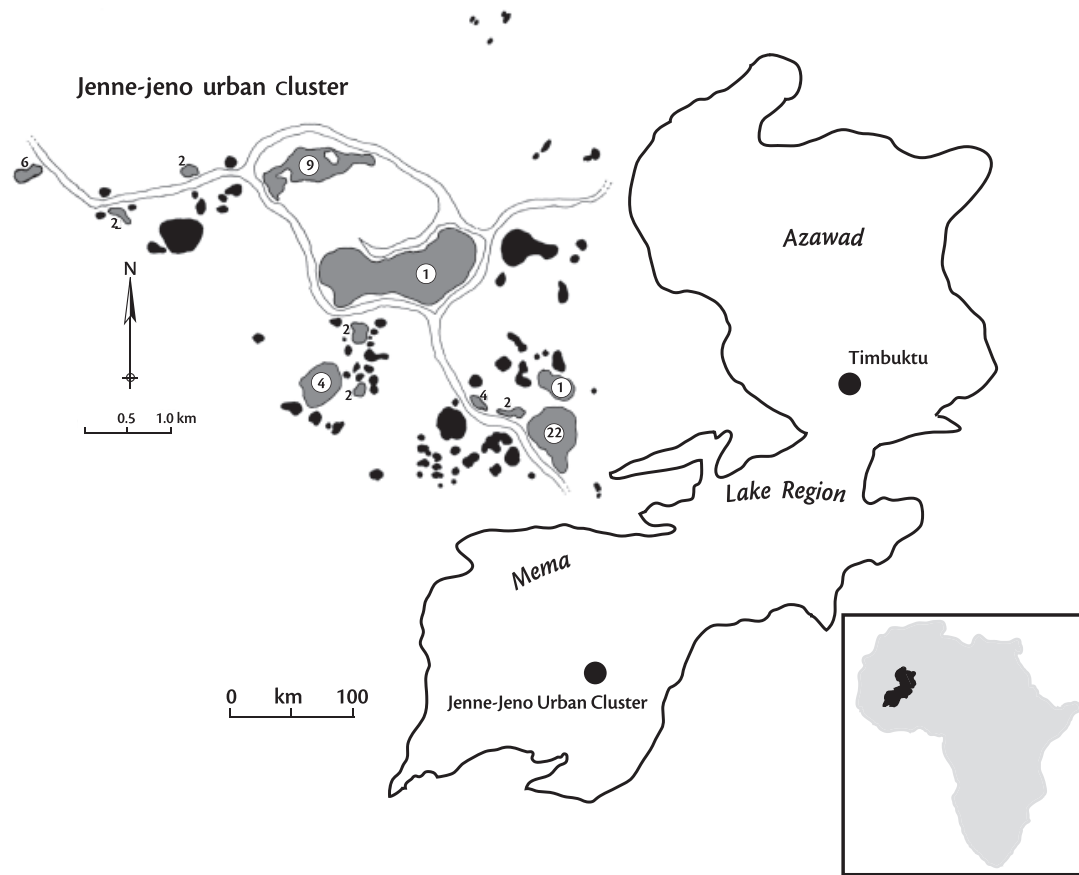 Jenne-jeno urban cluster
6
2
9
2
1
N
2
4
2
0.5 1.0 km
1
4
2
22
Azawad
Timbuktu
Lake Region
Mema
Jenne-Jeno Urban Cluster
0 km 100